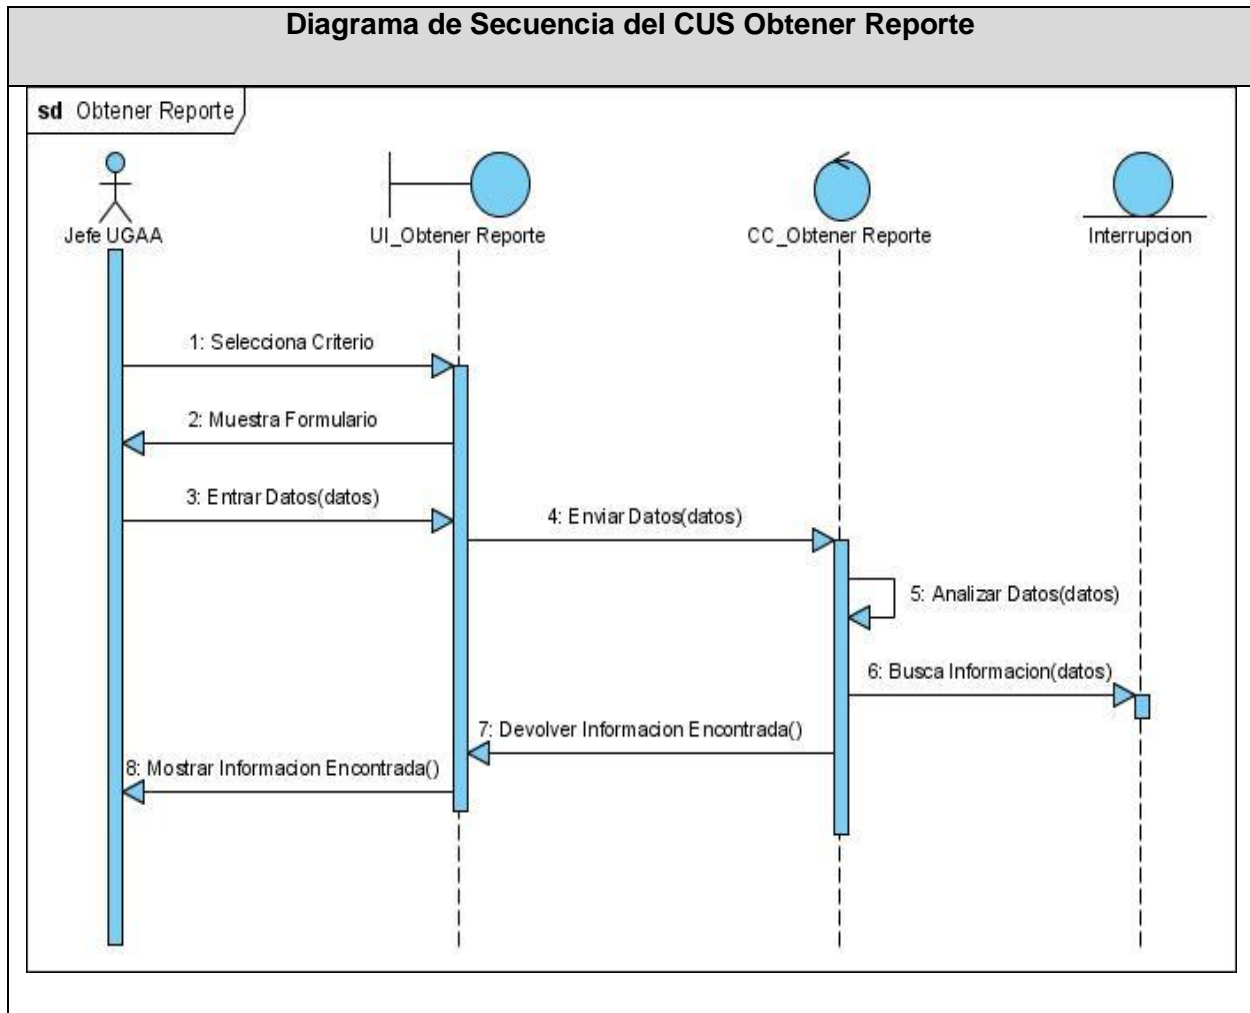 Diagrama de Secuencia del CUS Obtener Reporte
sd Obtener Reporte
Jefe UGAA
UI_Obtener Reporte
CC_Obtener Reporte
Interrupcion
1: Selecciona Criterio
2: Muestra Formulario
3: Entrar Datos(datos)
4: Enviar Datos(datos)
5: Analizar Datos(datos)
6: Busca Informacion(datos)
7: Devolver Informacion Encontrada()
8: Mostrar Informacion Encontrada()